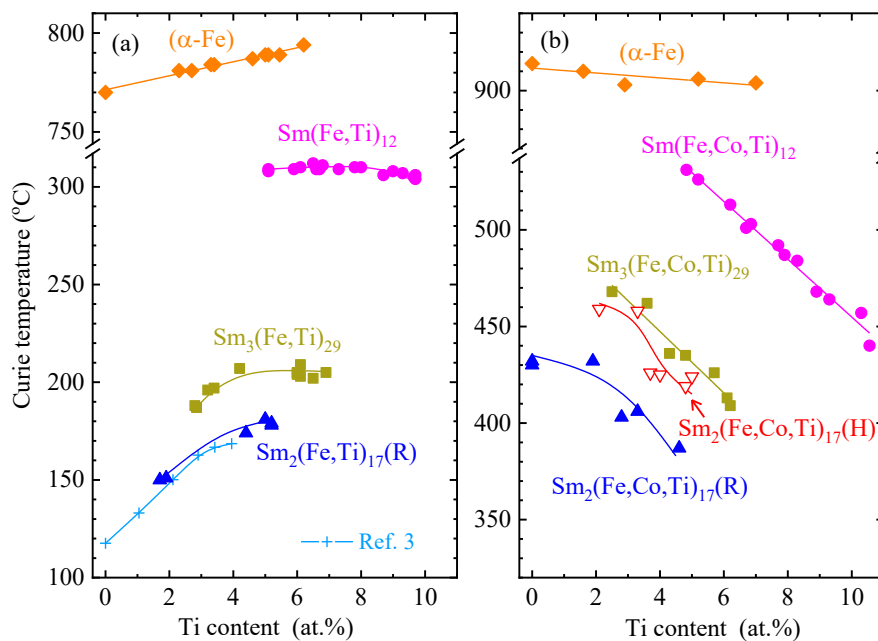 (a)
(α-Fe)
Sm(Fe,Ti)₁₂
Sm₃(Fe,Ti)₂₉
Sm₂(Fe,Ti)₁₇(R)
Ref. 3
800
750
300
250
200
150
100
0 2 4 6 8 10
Ti content (at.%)
Curie temperature (°C)
(b)
(α-Fe)
Sm(Fe,Co,Ti)₁₂
Sm₃(Fe,Co,Ti)₂₉
Sm₂(Fe,Co,Ti)₁₇(H)
Sm₂(Fe,Co,Ti)₁₇(R)
900
500
450
400
350
0 2 4 6 8 10
Ti content (at.%)